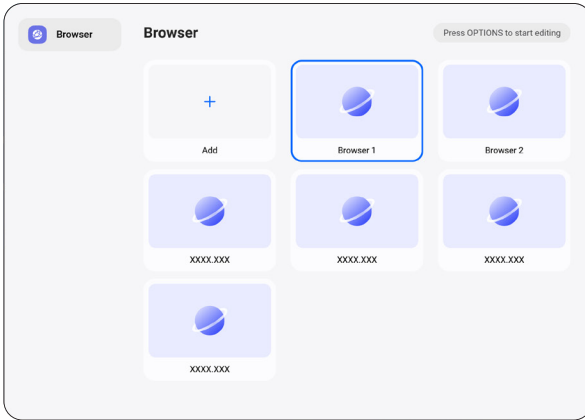 Browser
Browser
Press OPTIONS to start editing
Add
Browser 1
Browser 2
XXXX.XXX
XXXX.XXX
XXXX.XXX
XXXX.XXX